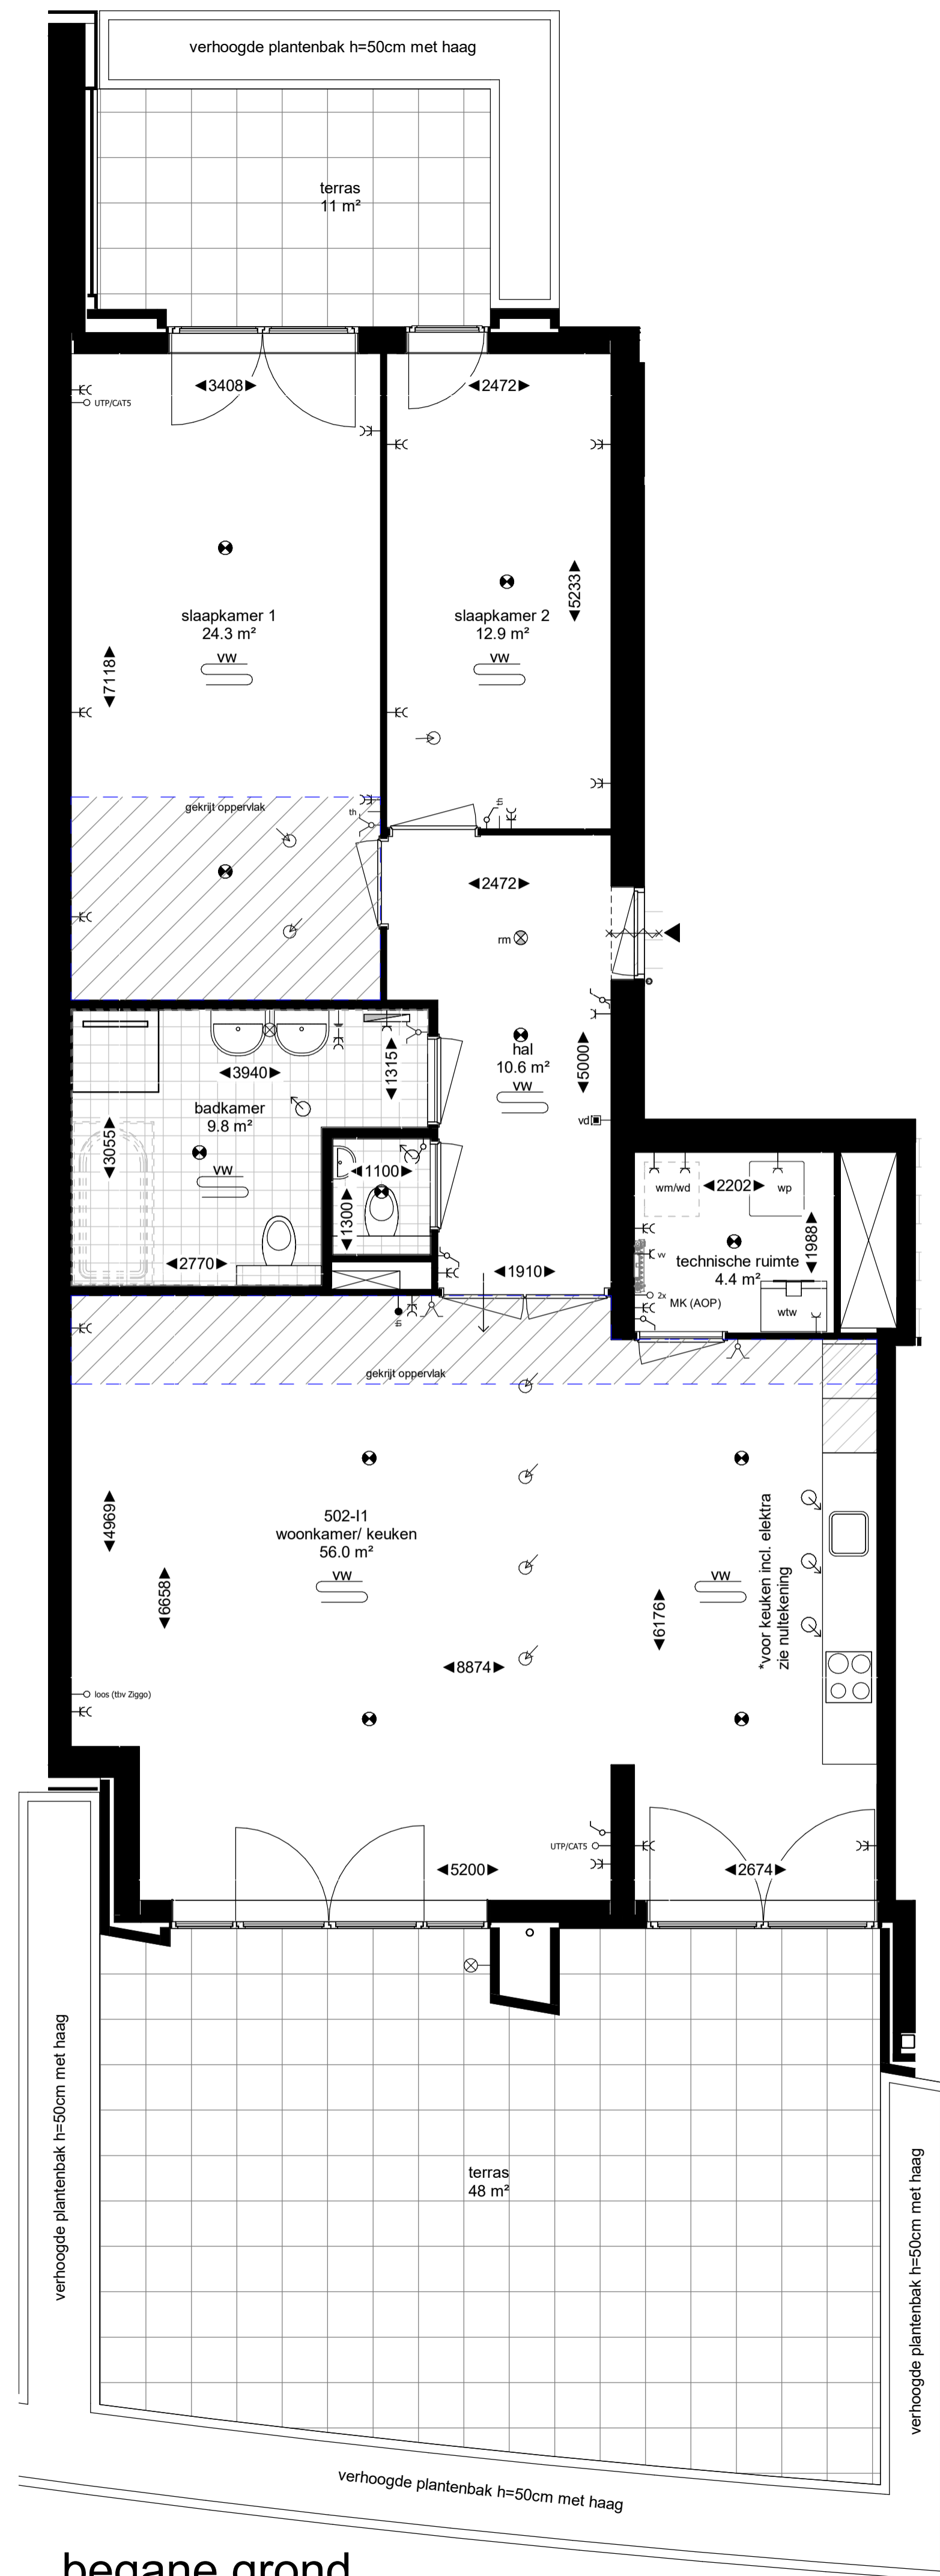 verhoogde plantenbak h=50cm met haag
terras
11 m²
3408
2472
UTP/CAT5
5233
slaapkamer 1
24.3 m²
slaapkamer 2
12.9 m²
vw
vw
7118
gekrijt oppervlak
th
tl
2472
rm
hal
10.6 m²
vw
5000
1315
3940
badkamer
9.8 m²
vw
3055
vd
1100
1300
2770
1910
wm/wd
2202
wp
1988
vv
technische ruimte
4.4 m²
2x
MK (AOP)
wtw
tl
gekrijt oppervlak
4969
502-I1
woonkamer/ keuken
56.0 m²
vw
vw
*voor keuken incl. elektra
zie nultekening
6658
6176
8874
loos (tbv Ziggo)
UTP/CAT5
5200
2674
verhoogde plantenbak h=50cm met haag
terras
48 m²
verhoogde plantenbak h=50cm met haag
verhoogde plantenbak h=50cm met haag
begane grond